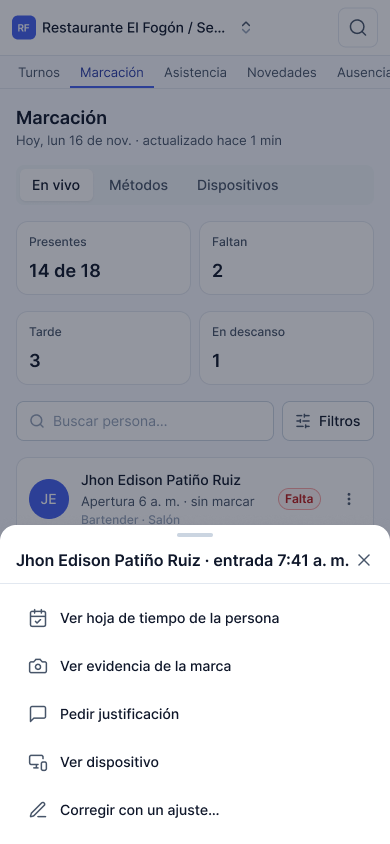 RF Restaurante El Fogón / Se...
Turnos Marcación Asistencia Novedades Ausencia
Marcación
Hoy, lun 16 de nov. · actualizado hace 1 min
En vivo Métodos Dispositivos
Presentes
14 de 18
Faltan
2
Tarde
3
En descanso
1
Buscar persona...
Filtros
JE
Jhon Edison Patiño Ruiz
Apertura 6 a. m. · sin marcar
Bartender · Salón
Falta
Jhon Edison Patiño Ruiz · entrada 7:41 a. m.
Ver hoja de tiempo de la persona
Ver evidencia de la marca
Pedir justificación
Ver dispositivo
Corregir con un ajuste...